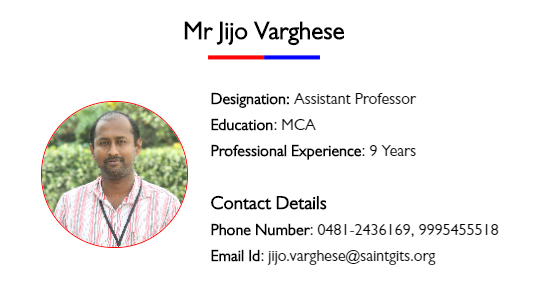 Mr Jijo Varghese
Designation: Assistant Professor
Education: MCA
Professional Experience: 9 Years
Contact Details
Phone Number: 0481-2436169, 9995455518
Email Id: jijo.varghese@saintgits.org